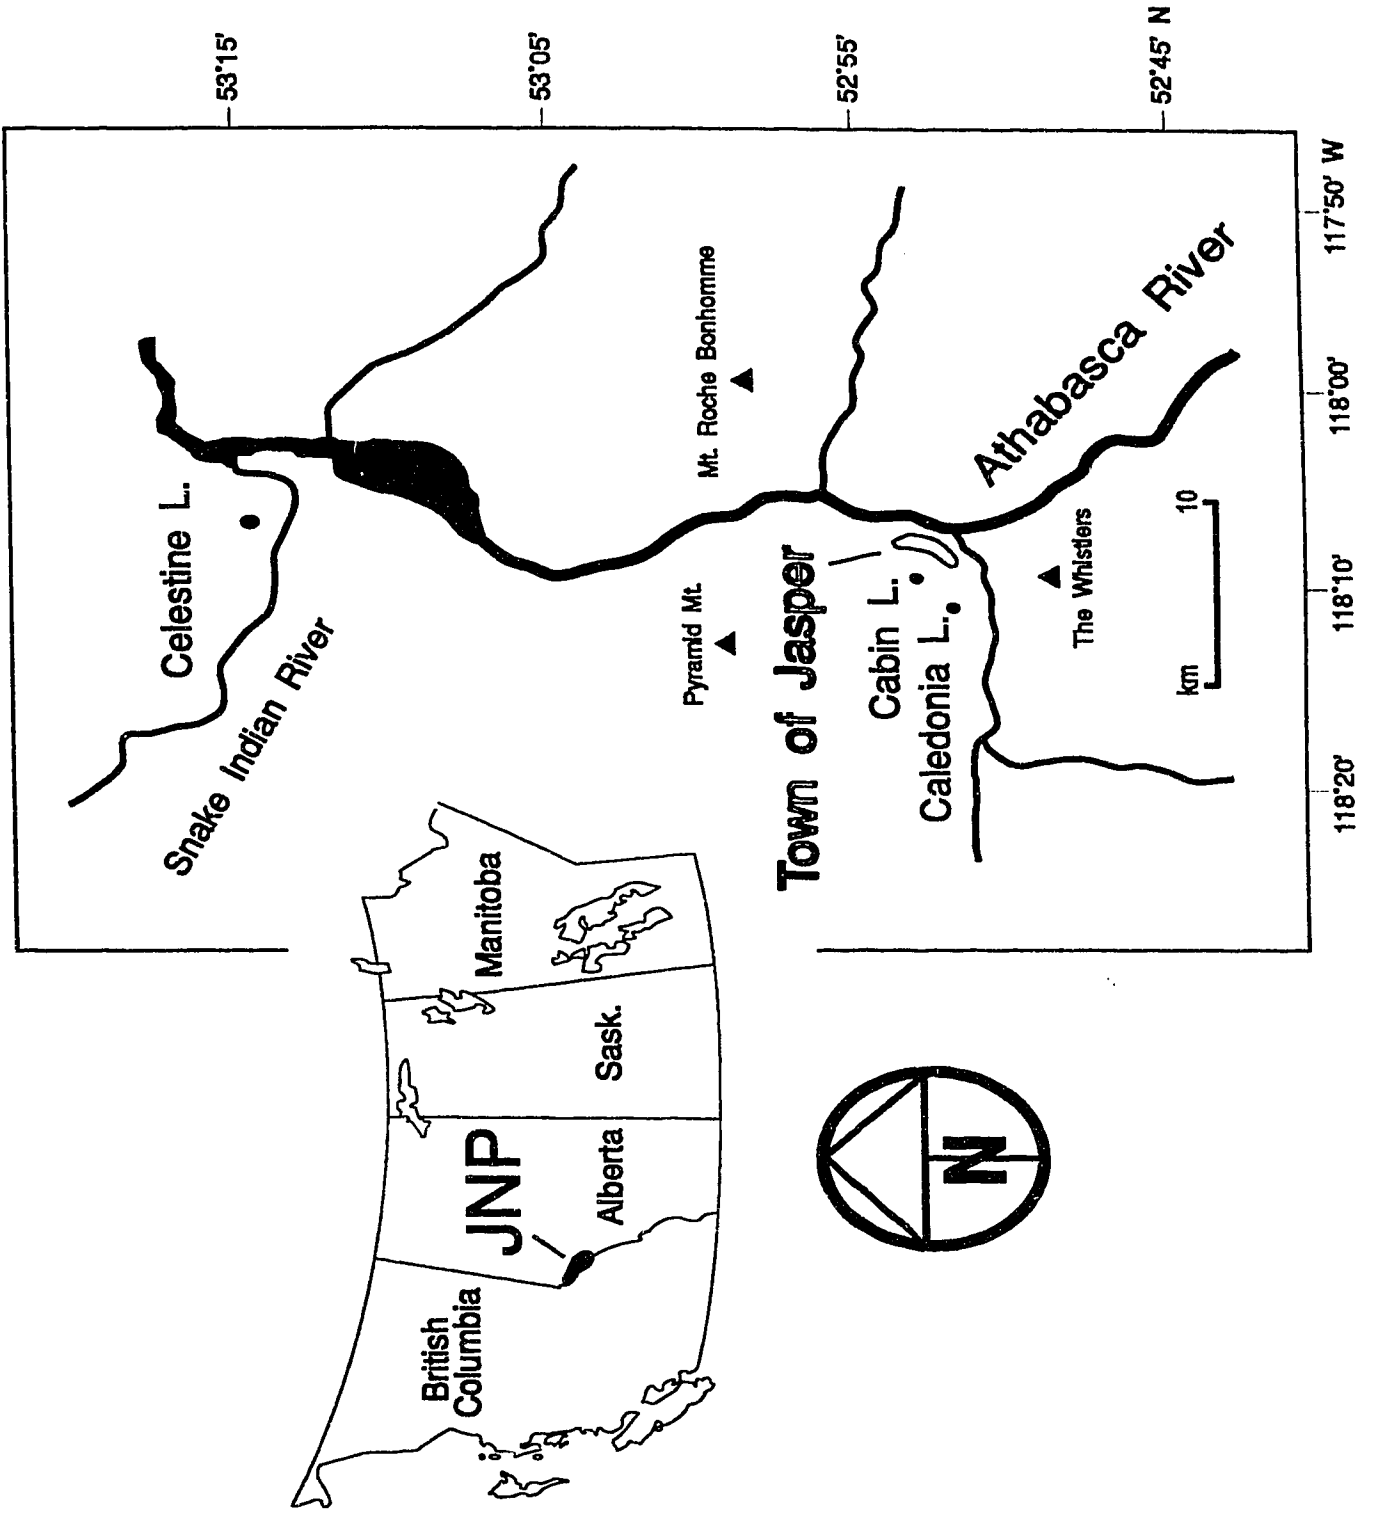 53°15'
53°05'
52°55'
52°45' N
117°50' W
118°00'
118°10'
118°20'
Celestine L.
Snake Indian River
Mt. Roche Bonhomme
Pyramid Mt.
Town of Jasper
Cabin L.
Caledonia L.
Athabasca River
The Whistlers
km
10
British
Columbia
JNP
Alberta
Sask.
Manitoba
N